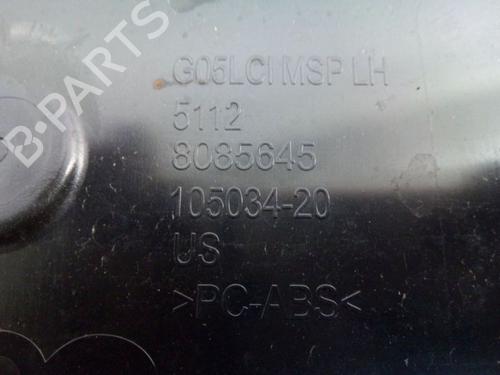 G05LCI MSP LH
5112
8085645
105034-20
US
>PC-ABS<
B-PARTS